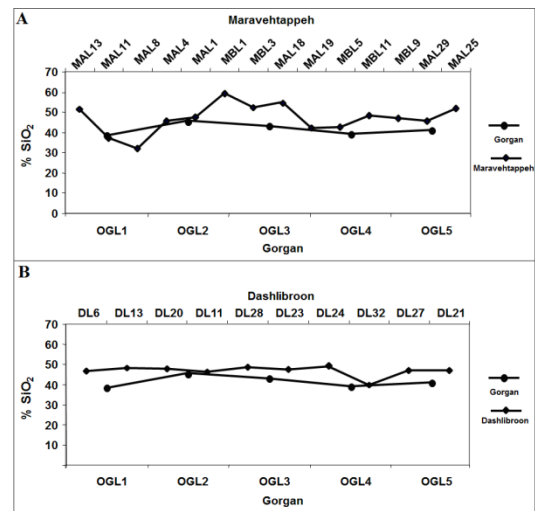 A
Maravehtappeh
MAL13 MAL11 MAL8 MAL4 MAL1 MBL1 MBL3 MAL18 MAL19 MBL5 MBL11 MBL9 MAL29 MAL25
70
60
50
40
30
20
10
0
% SiO₂
Gorgan
Maravehtappeh
OGL1 OGL2 OGL3 OGL4 OGL5
Gorgan
B
Dashlibroon
DL6 DL13 DL20 DL11 DL28 DL23 DL24 DL32 DL27 DL21
70
60
50
40
30
20
10
% SiO₂
Gorgan
Dashlibroon
OGL1 OGL2 OGL3 OGL4 OGL5
Gorgan